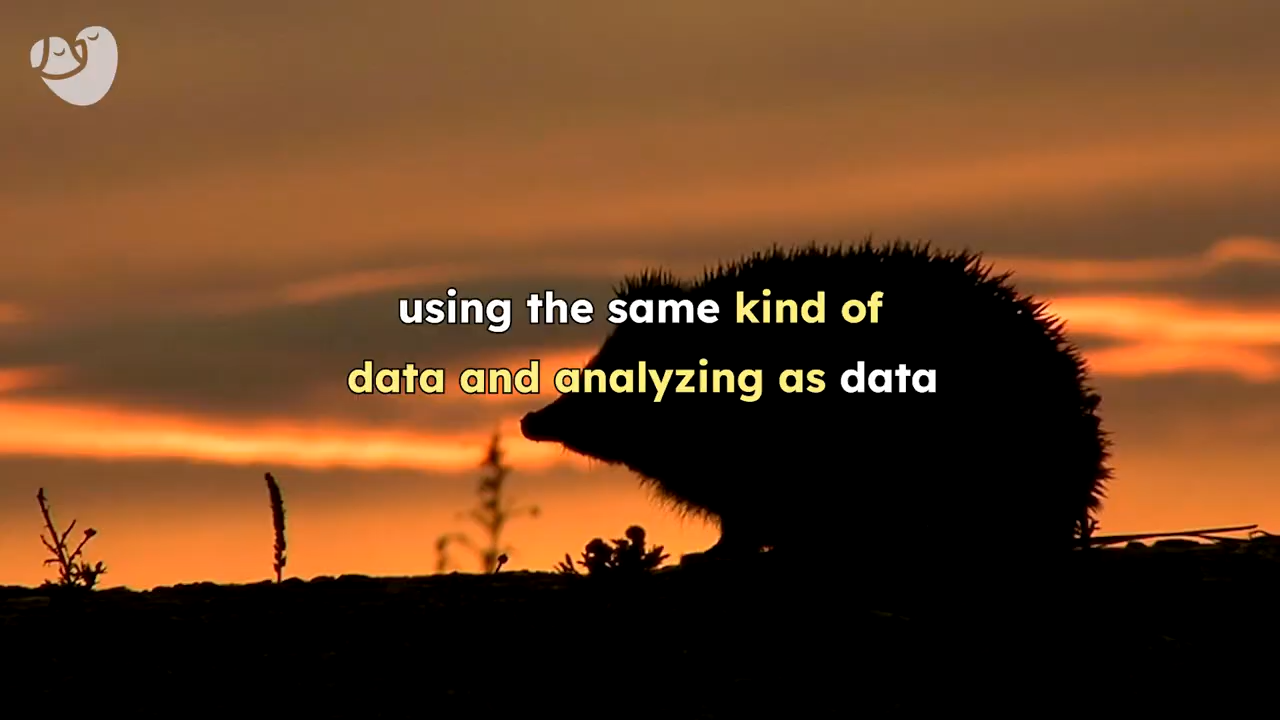 using the same kind of
data and analyzing as data